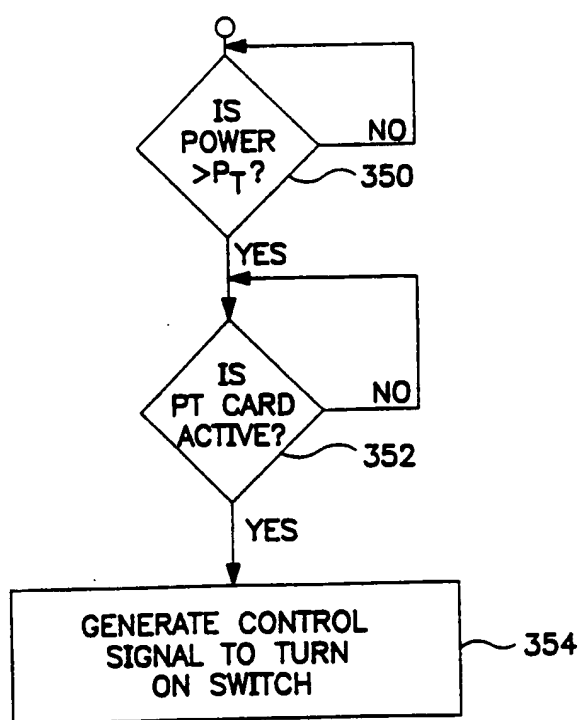 IS
POWER
>P_T?
NO
350
YES
IS
PT CARD
ACTIVE?
NO
352
YES
GENERATE CONTROL
SIGNAL TO TURN
ON SWITCH
354